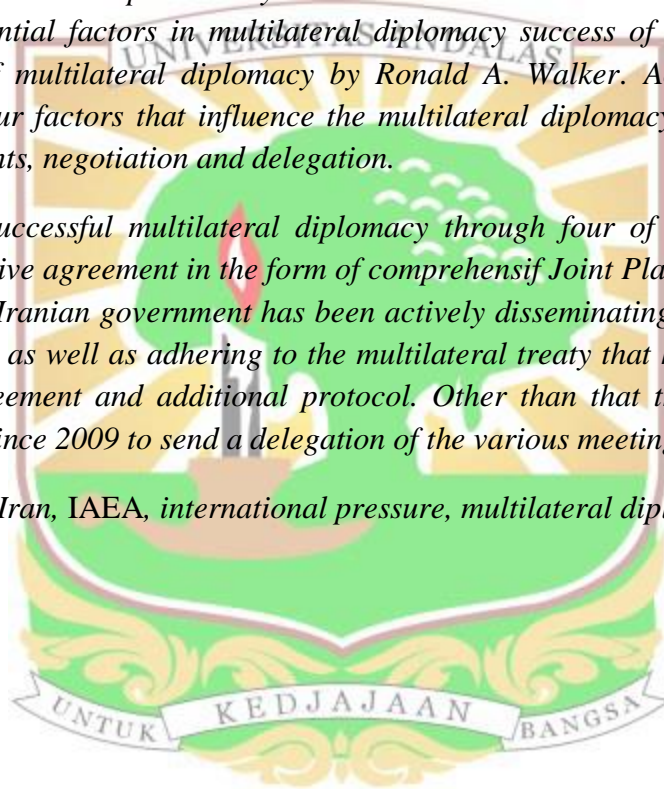 ential factors in multilateral diplomacy success of
UNIVERSITAS ANDALAS
f multilateral diplomacy by Ronald A. Walker. A
ur factors that influence the multilateral diplomacy
nts, negotiation and delegation.
uccessful multilateral diplomacy through four of
ive agreement in the form of comprehensif Joint Pla
Iranian government has been actively disseminating
as well as adhering to the multilateral treaty that
eement and additional protocol. Other than that t
ince 2009 to send a delegation of the various meeting
Iran, IAEA, international pressure, multilateral dipl
UNTUK KEDJAJAAN BANGSA